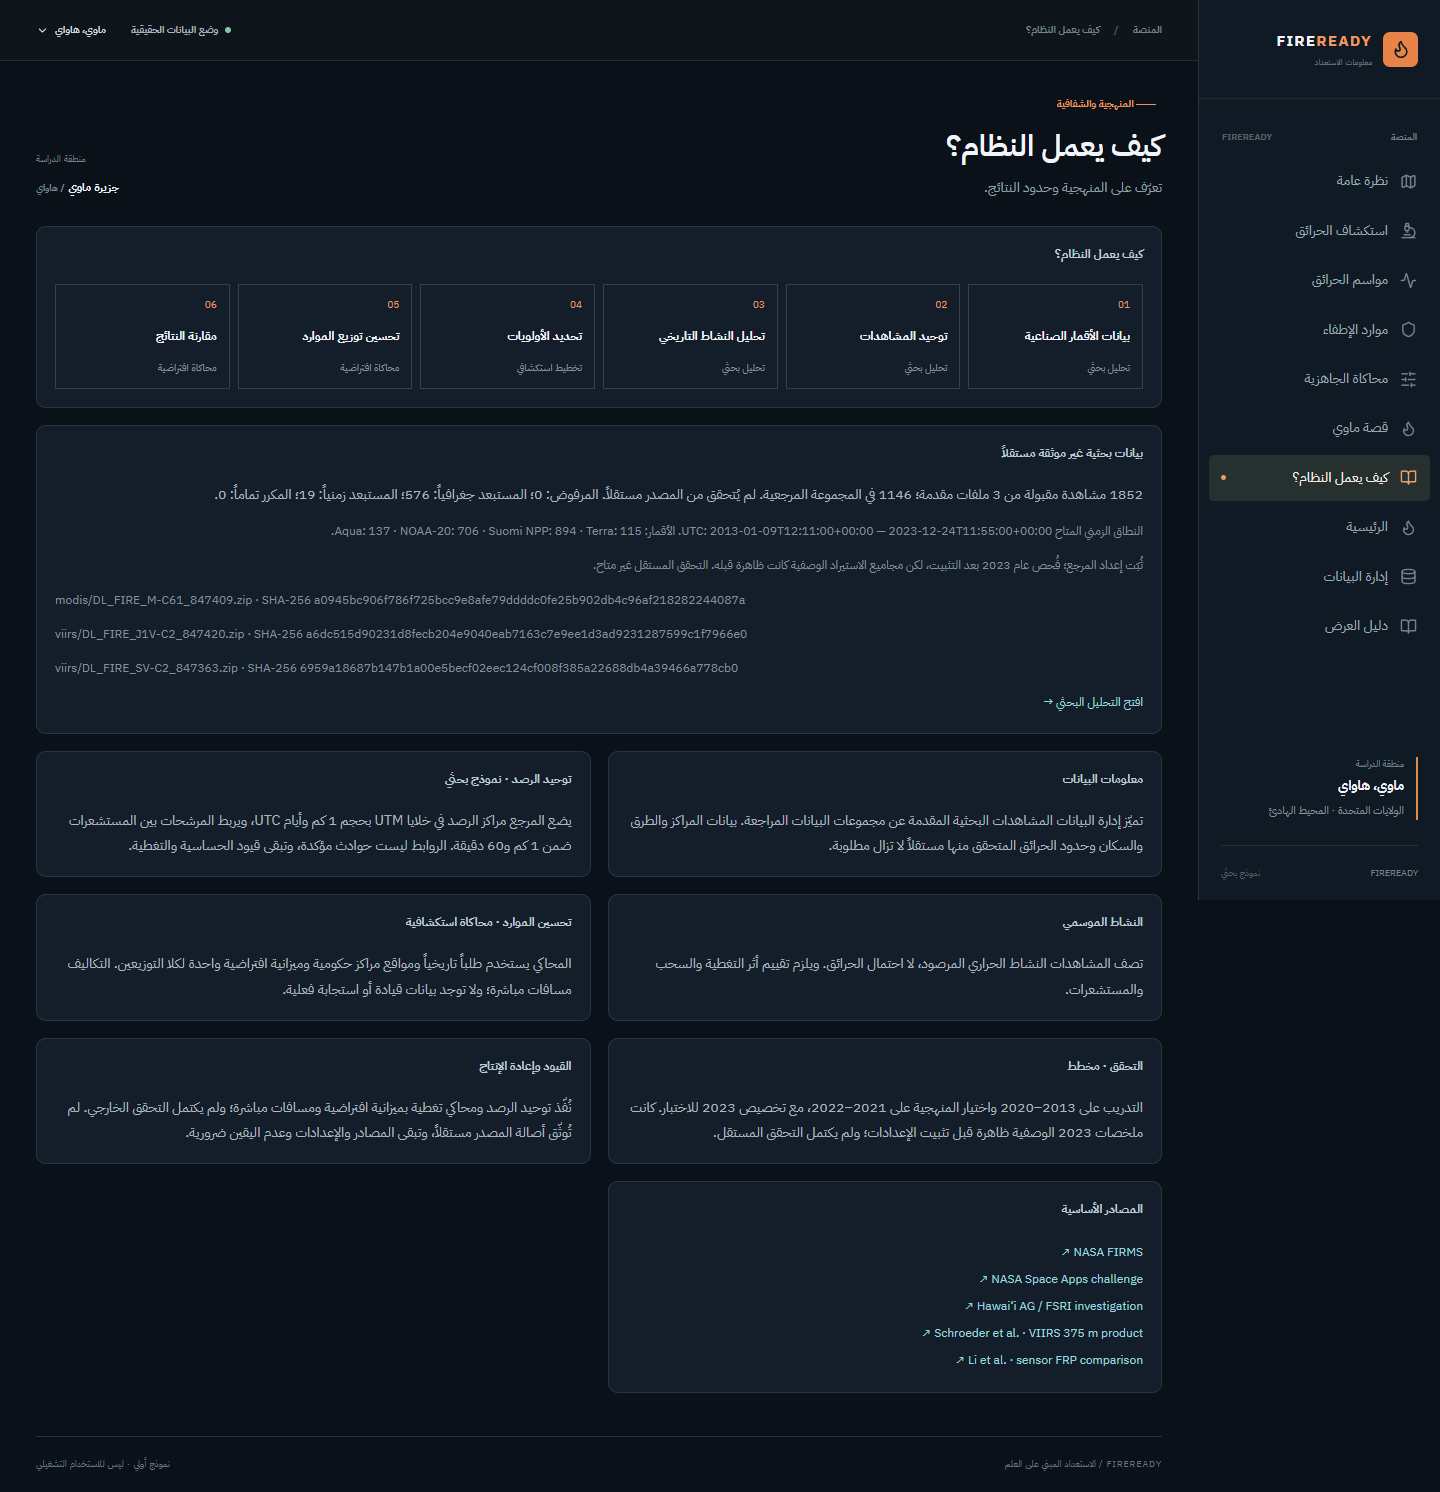 FIREREADY
معلومات الاستعداد
المنصة
FIREREADY
نظرة عامة
استكشاف الحرائق
مواسم الحرائق
موارد الإطفاء
محاكاة الجاهزية
قصة ماوي
كيف يعمل النظام؟
الرئيسية
إدارة البيانات
دليل العرض
منطقة الدراسة
ماوي، هاواي
الولايات المتحدة · المحيط الهادئ
FIREREADY
نموذج بحثي
المنصة / كيف يعمل النظام؟
وضع البيانات الحقيقية
ماوي، هاواي
المنهجية والشفافية
كيف يعمل النظام؟
تعرّف على المنهجية وحدود النتائج.
منطقة الدراسة
جزيرة ماوي / هاواي
كيف يعمل النظام؟
01
بيانات الأقمار الصناعية
تحليل بحثي
02
توحيد المشاهدات
تحليل بحثي
03
تحليل النشاط التاريخي
تحليل بحثي
04
تحديد الأولويات
تخطيط استكشافي
05
تحسين توزيع الموارد
محاكاة افتراضية
06
مقارنة النتائج
محاكاة افتراضية
بيانات بحثية غير موثقة مستقلاً
1852 مشاهدة مقبولة من 3 ملفات مقدمة؛ 1146 في المجموعة المرجعية. لم يُتحقق من المصدر مستقلاً. المرفوض: 0؛ المستبعد جغرافياً: 576؛ المستبعد زمنياً: 19؛ المكرر تماماً: 0.
النطاق الزمني المتاح UTC: 2013-01-09T12:11:00+00:00 — 2023-12-24T11:55:00+00:00. الأقمار: Aqua: 137 · NOAA-20: 706 · Suomi NPP: 894 · Terra: 115.
ثُبّت إعداد المرجع؛ فُحص عام 2023 بعد التثبيت، لكن مجاميع الاستيراد الوصفية كانت ظاهرة قبله. التحقق المستقل غير متاح.
modis/DL_FIRE_M-C61_847409.zip · SHA-256 a0945bc906f786f725bcc9e8afe79ddddc0fe25b902db4c96af218282244087a
viirs/DL_FIRE_J1V-C2_847420.zip · SHA-256 a6dc515d90231d8fecb204e9040eab7163c7e9ee1d3ad9231287599c1f7966e0
viirs/DL_FIRE_SV-C2_847363.zip · SHA-256 6959a18687b147b1a00e5becf02eec124cf008f385a22688db4a39466a778cb0
افتح التحليل البحثي →
معلومات البيانات
تميّز إدارة البيانات المشاهدات البحثية المقدمة عن مجموعات البيانات المراجعة. بيانات المراكز والطرق
والسكان وحدود الحرائق المتحقق منها مستقلاً لا تزال مطلوبة.
توحيد الرصد · نموذج بحثي
يضع المرجع مراكز الرصد في خلايا UTM بحجم 1 كم وأيام UTC، ويربط المرشحات بين المستشعرات
ضمن 1 كم و60 دقيقة. الروابط ليست حوادث مؤكدة، وتبقى قيود الحساسية والتغطية.
النشاط الموسمي
تصف المشاهدات النشاط الحراري المرصود، لا احتمال الحرائق. ويلزم تقييم أثر التغطية والسحب
والمستشعرات.
تحسين الموارد · محاكاة استكشافية
المحاكي يستخدم طلباً تاريخياً ومواقع مراكز حكومية وميزانية افتراضية واحدة لكلا التوزيعين. التكاليف
مسافات مباشرة؛ ولا توجد بيانات قيادة أو استجابة فعلية.
التحقق · مخطط
التدريب على 2013–2020 واختيار المنهجية على 2021–2022، مع تخصيص 2023 للاختبار. كانت
ملخصات 2023 الوصفية ظاهرة قبل تثبيت الإعدادات؛ ولم يكتمل التحقق المستقل.
القيود وإعادة الإنتاج
نُفّذ توحيد الرصد ومحاكي تغطية بميزانية افتراضية ومسافات مباشرة؛ ولم يكتمل التحقق الخارجي. لم
تُوثّق أصالة المصدر مستقلاً، وتبقى المصادر والإعدادات وعدم اليقين ضرورية.
المصادر الأساسية
NASA FIRMS ↗
NASA Space Apps challenge ↗
Hawaiʻi AG / FSRI investigation ↗
Schroeder et al. · VIIRS 375 m product ↗
Li et al. · sensor FRP comparison ↗
FIREREADY / الاستعداد المبني على العلم
نموذج أولي · ليس للاستخدام التشغيلي